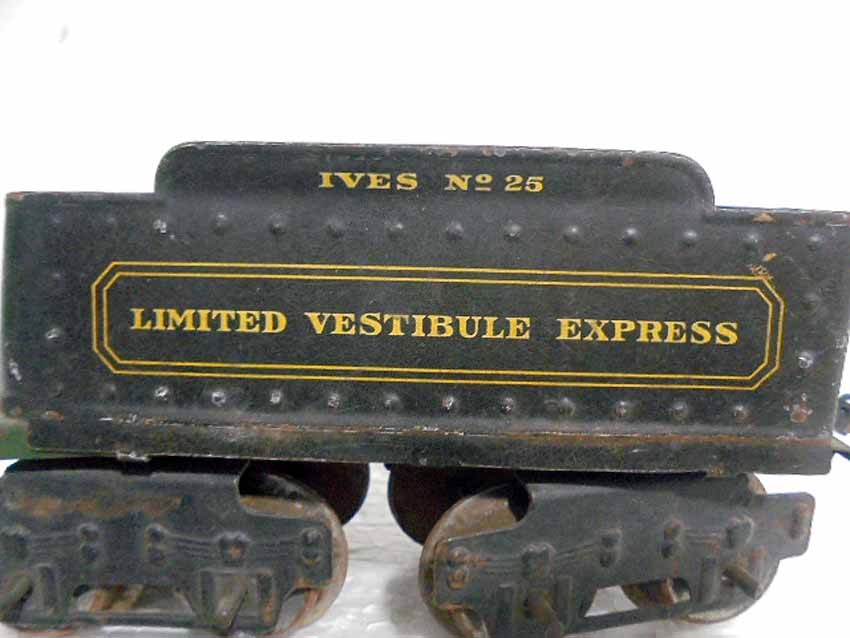 IVES Nº 25
LIMITED VESTIBULE EXPRESS